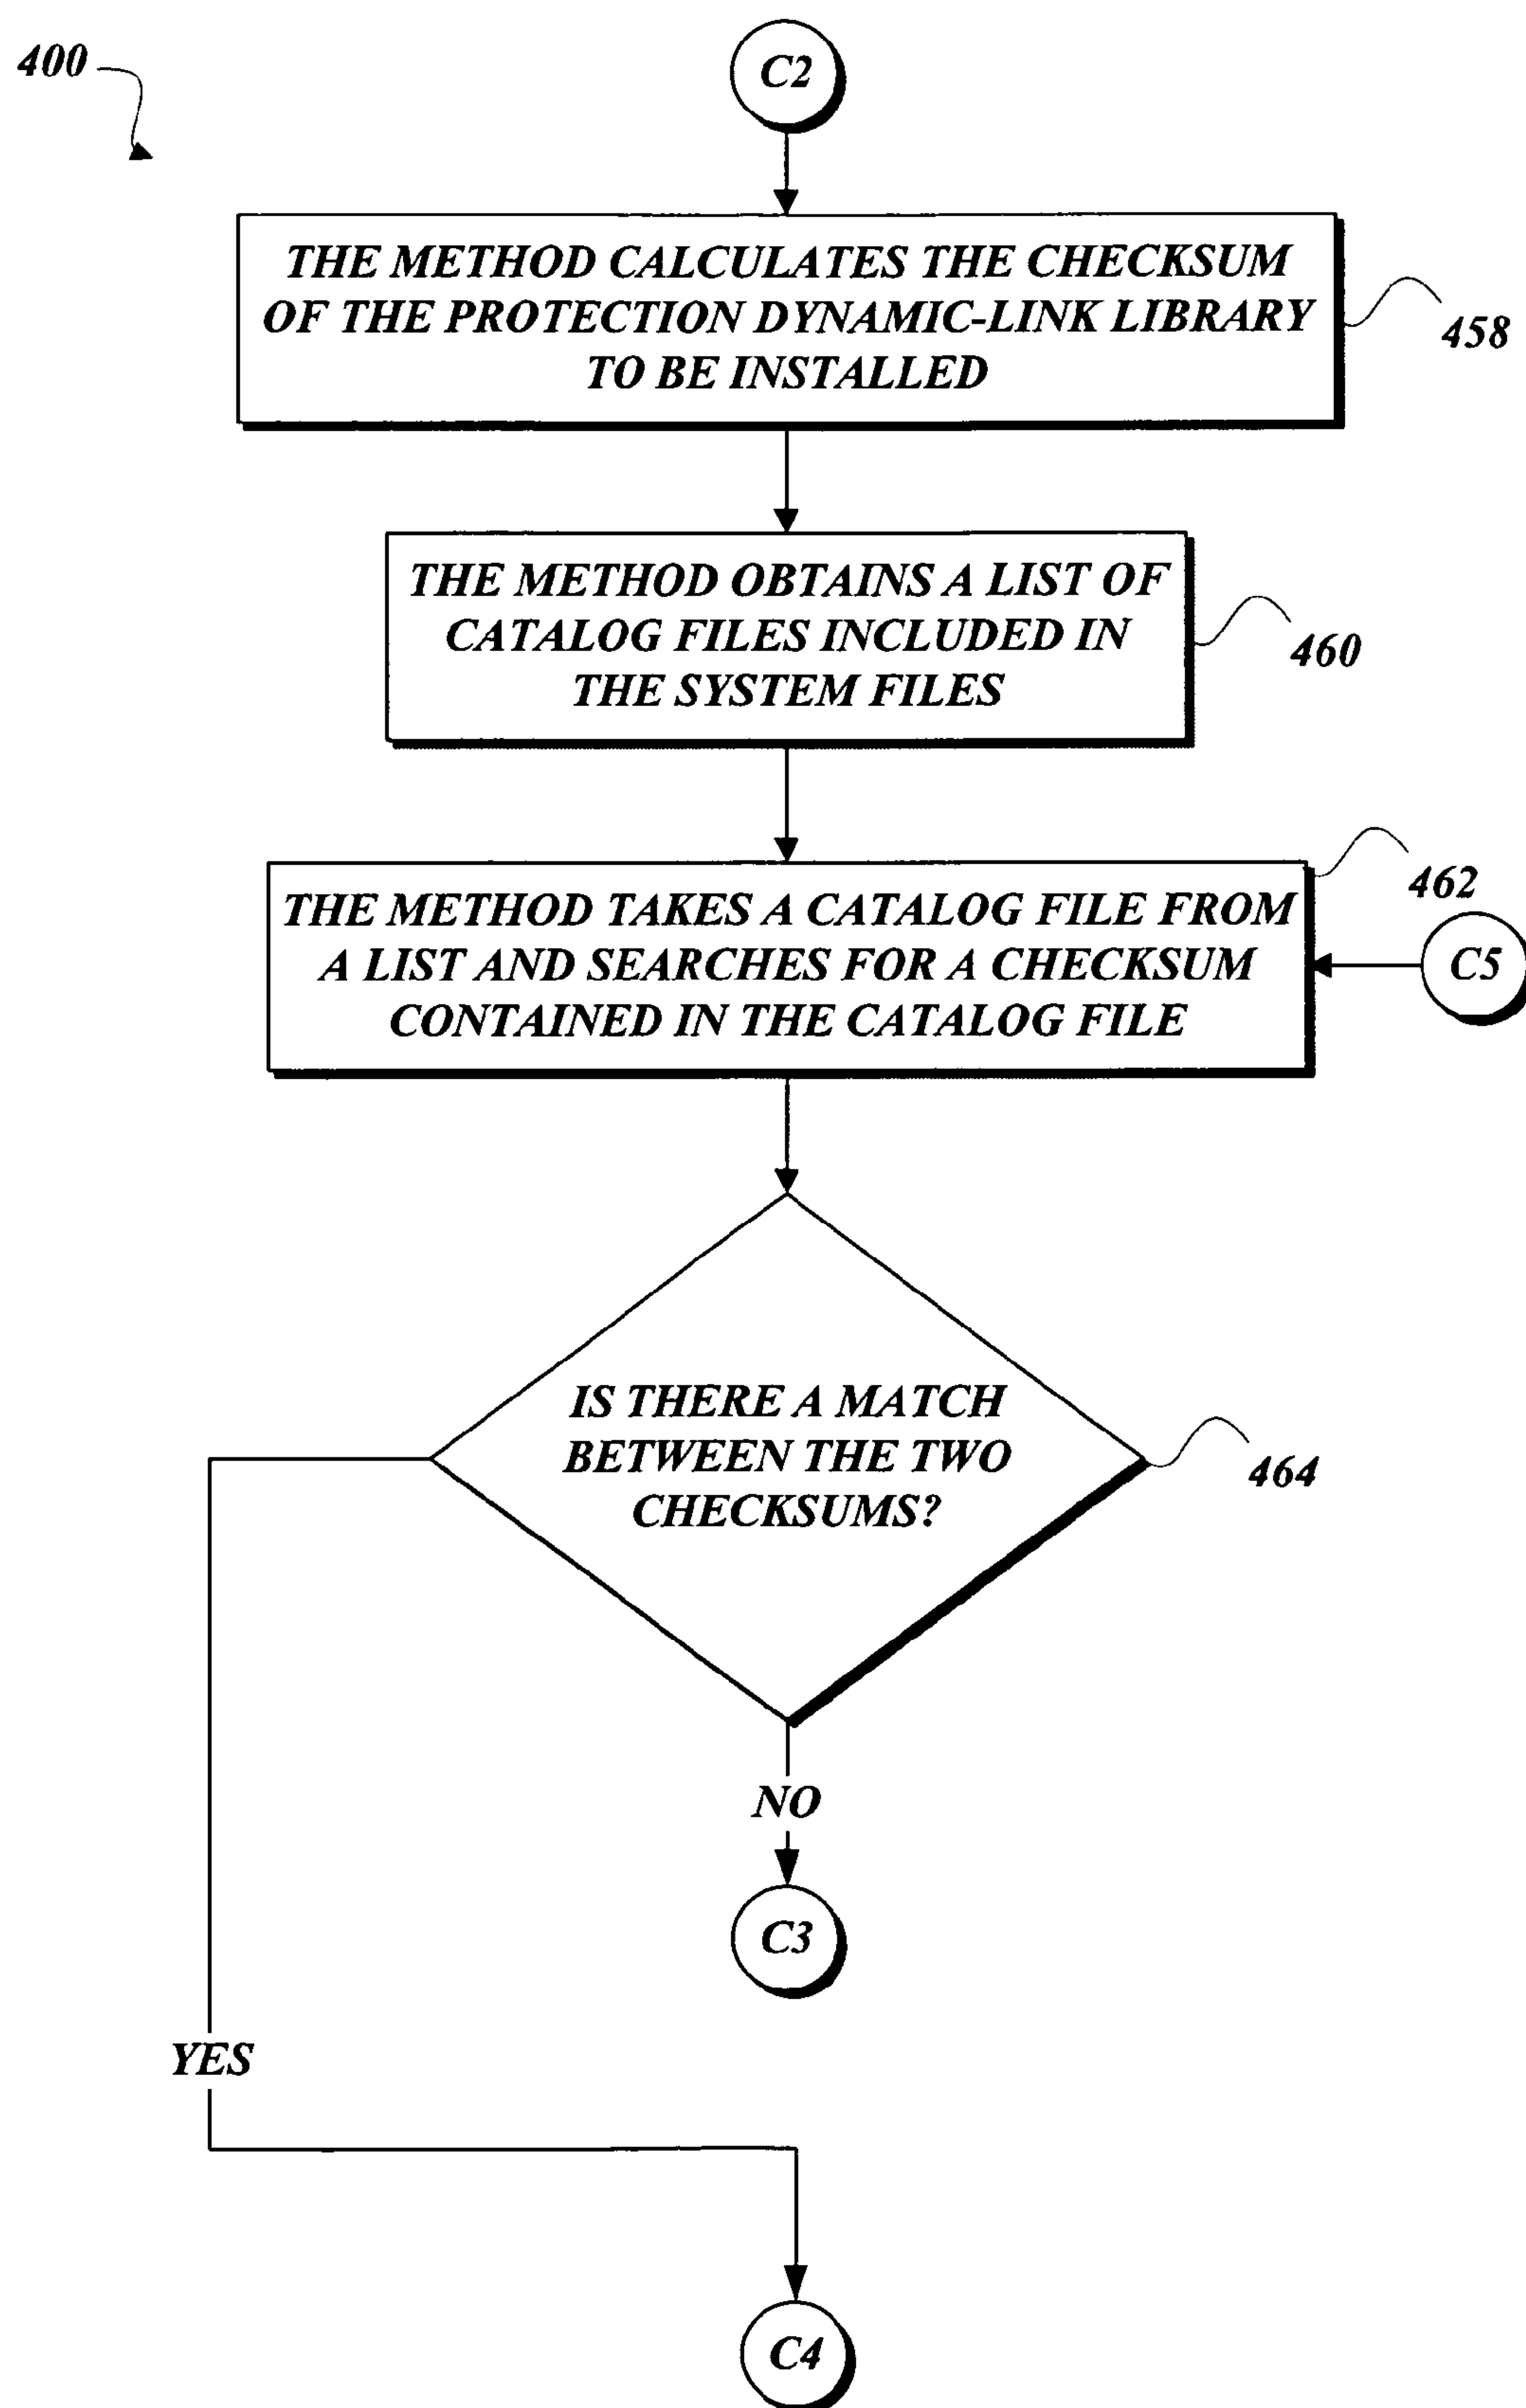 400
C2
THE METHOD CALCULATES THE CHECKSUM
OF THE PROTECTION DYNAMIC-LINK LIBRARY
TO BE INSTALLED
458
THE METHOD OBTAINS A LIST OF
CATALOG FILES INCLUDED IN
THE SYSTEM FILES
460
THE METHOD TAKES A CATALOG FILE FROM
A LIST AND SEARCHES FOR A CHECKSUM
CONTAINED IN THE CATALOG FILE
462
C5
IS THERE A MATCH
BETWEEN THE TWO
CHECKSUMS?
464
NO
C3
YES
C4